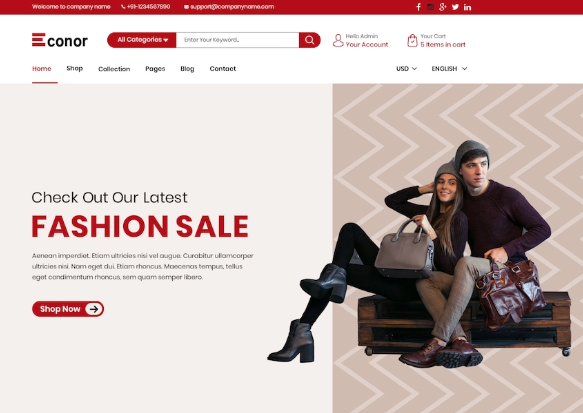 Welcome to company name
+91-1234567890
support@companyname.com
Econor
All Categories
Enter Your Keyword...
Hello Admin
Your Account
Your Cart
5 Items in cart
Home
Shop
Collection
Pages
Blog
Contact
USD
ENGLISH
Check Out Our Latest
FASHION SALE
Aenean imperdiet. Etiam ultricies nisi vel augue. Curabitur ullamcorper
ultricies nisi. Nam eget dui. Etiam rhoncus. Maecenas tempus, tellus
eget condimentum rhoncus, sem quam semper libero.
Shop Now